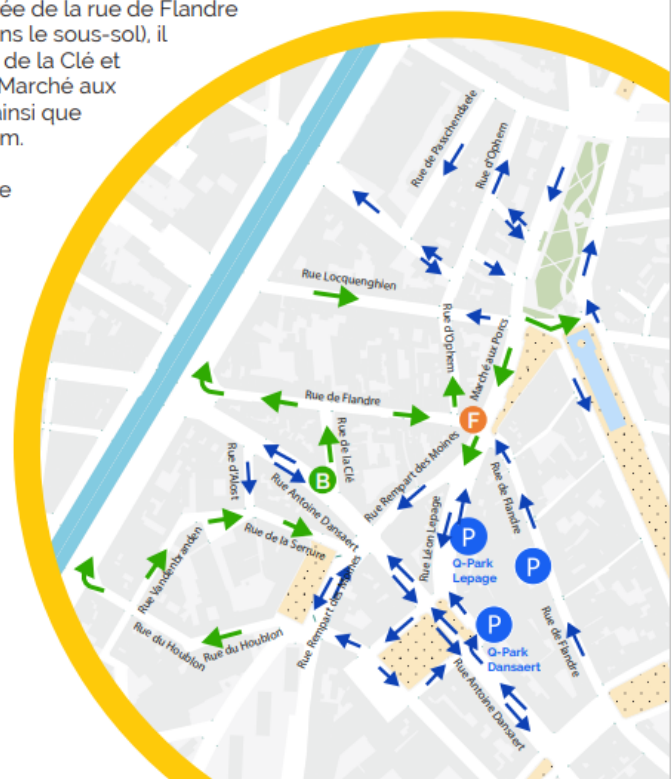 ée de la rue de Flandre
ns le sous-sol), il
de la Clé et
Marché aux
insi que
m.
e
Rue de Passchendaele
Rue d'Ophem
Rue Locquenghien
Rue d'Ophem
Marché aux Porcs
Rue de Flandre
F
Rue de la Clé
Rue Rempart des Moines
B
Rue d'Alost
Rue Antoine Dansaert
Rue de Flandre
Rue Léon Lepage
P
Q-Park
Lepage
P
Rue de la Serrure
Rue Vandenbranden
Rue Rempart des Moines
Rue du Houblon
Rue du Houblon
P
Q-Park
Dansaert
Rue de Flandre
Rue Antoine Dansaert